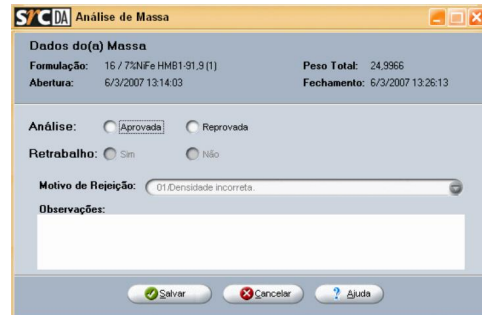 SrC DA Análise de Massa
Dados do(a) Massa
Formulação: 16 / 7%NiFe HMB1-91,9 (1) Peso Total: 24,9966
Abertura: 6/3/2007 13:14:03 Fechamento: 6/3/2007 13:26:13
Análise: Aprovada Reprovada
Retrabalho: Sim Não
Motivo de Rejeição: 01/Densidade incorreta.
Observações:
Salvar Cancelar ? Ajuda